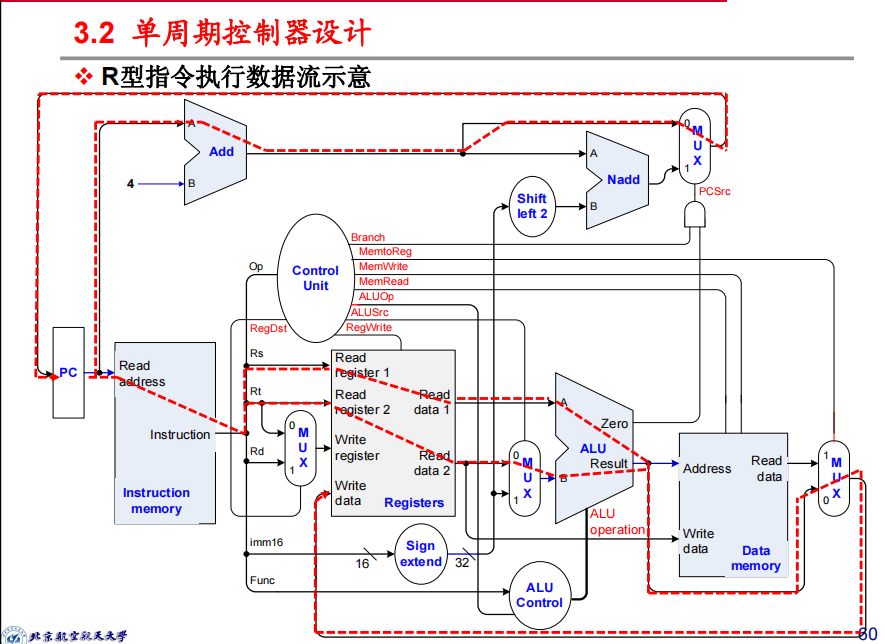 3.2 单周期控制器设计
❖ R型指令执行数据流示意
A
Add
4
B
0
M
U
X
1
A
Nadd
B
Shift
left 2
PCSrc
Branch
MemtoReg
MemWrite
MemRead
ALUOp
ALUSrc
RegWrite
Op
Control
Unit
RegDst
PC
Read
address
Instruction
Instruction
memory
Rs
Rt
Rd
0
M
U
X
1
Read
register 1
Read
register 2
Write
register
Write
data
Read
data 1
Read
data 2
Registers
0
M
U
X
1
A
Zero
ALU
Result
B
ALU
operation
Address
Read
data
Write
data
Data
memory
1
M
U
X
0
imm16
16
Sign
extend
32
Func
ALU
Control
北京航空航天大学
60